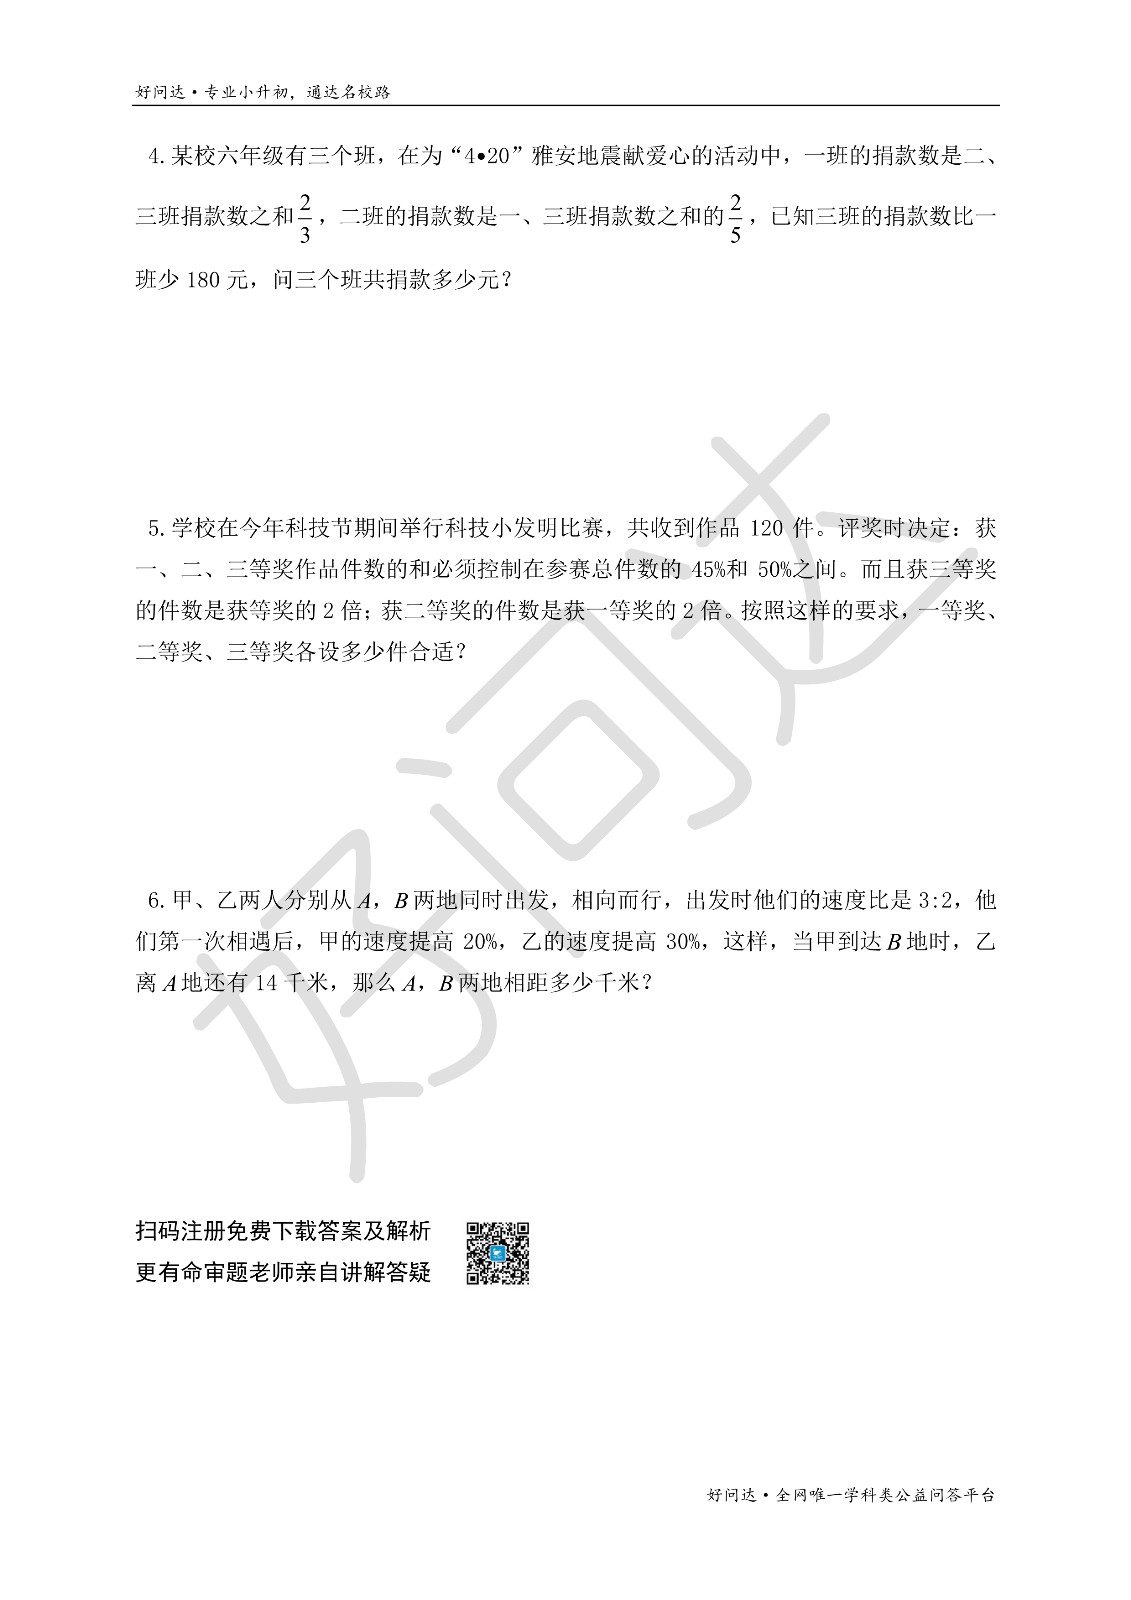 好问达·专业小升初，通达名校路
4.某校六年级有三个班，在为“4•20”雅安地震献爱心的活动中，一班的捐款数是二、
三班捐款数之和2/3，二班的捐款数是一、三班捐款数之和的2/5，已知三班的捐款数比一
班少 180 元，问三个班共捐款多少元？
5.学校在今年科技节期间举行科技小发明比赛，共收到作品 120 件。评奖时决定：获
一、二、三等奖作品件数的和必须控制在参赛总件数的 45%和 50%之间。而且获三等奖
的件数是获等奖的 2 倍；获二等奖的件数是获一等奖的 2 倍。按照这样的要求，一等奖、
二等奖、三等奖各设多少件合适？
6.甲、乙两人分别从 A，B 两地同时出发，相向而行，出发时他们的速度比是 3:2，他
们第一次相遇后，甲的速度提高 20%，乙的速度提高 30%，这样，当甲到达 B 地时，乙
离 A 地还有 14 千米，那么 A，B 两地相距多少千米？
好问达
扫码注册免费下载答案及解析
更有命审题老师亲自讲解答疑
好问达·全网唯一学科类公益问答平台